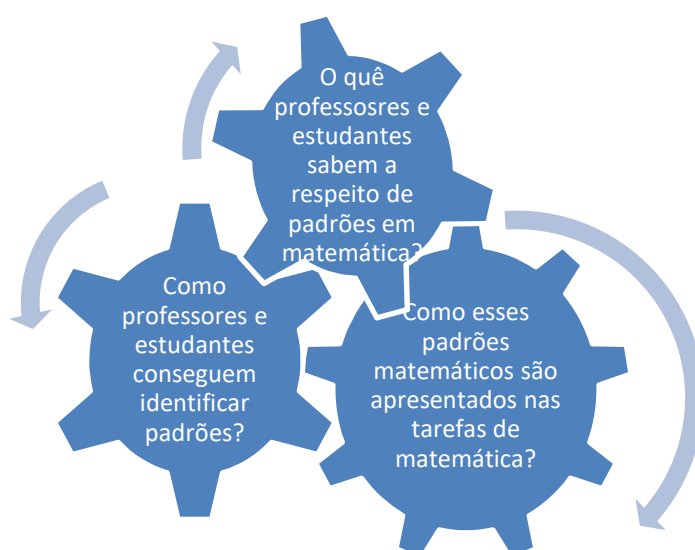 O quê
professosres e
estudantes
sabem a
respeito de
padrões em
matemática?
Como
professores e
estudantes
conseguem
identificar
padrões?
Como esses
padrões
matemáticos são
apresentados nas
tarefas de
matemática?